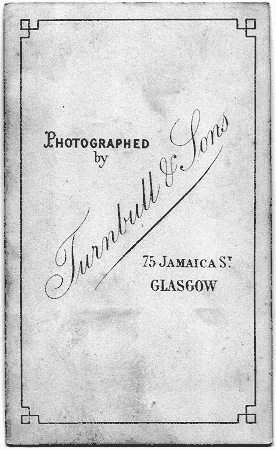 PHOTOGRAPHED
by
Turnbull & Sons
75 JAMAICA ST
GLASGOW